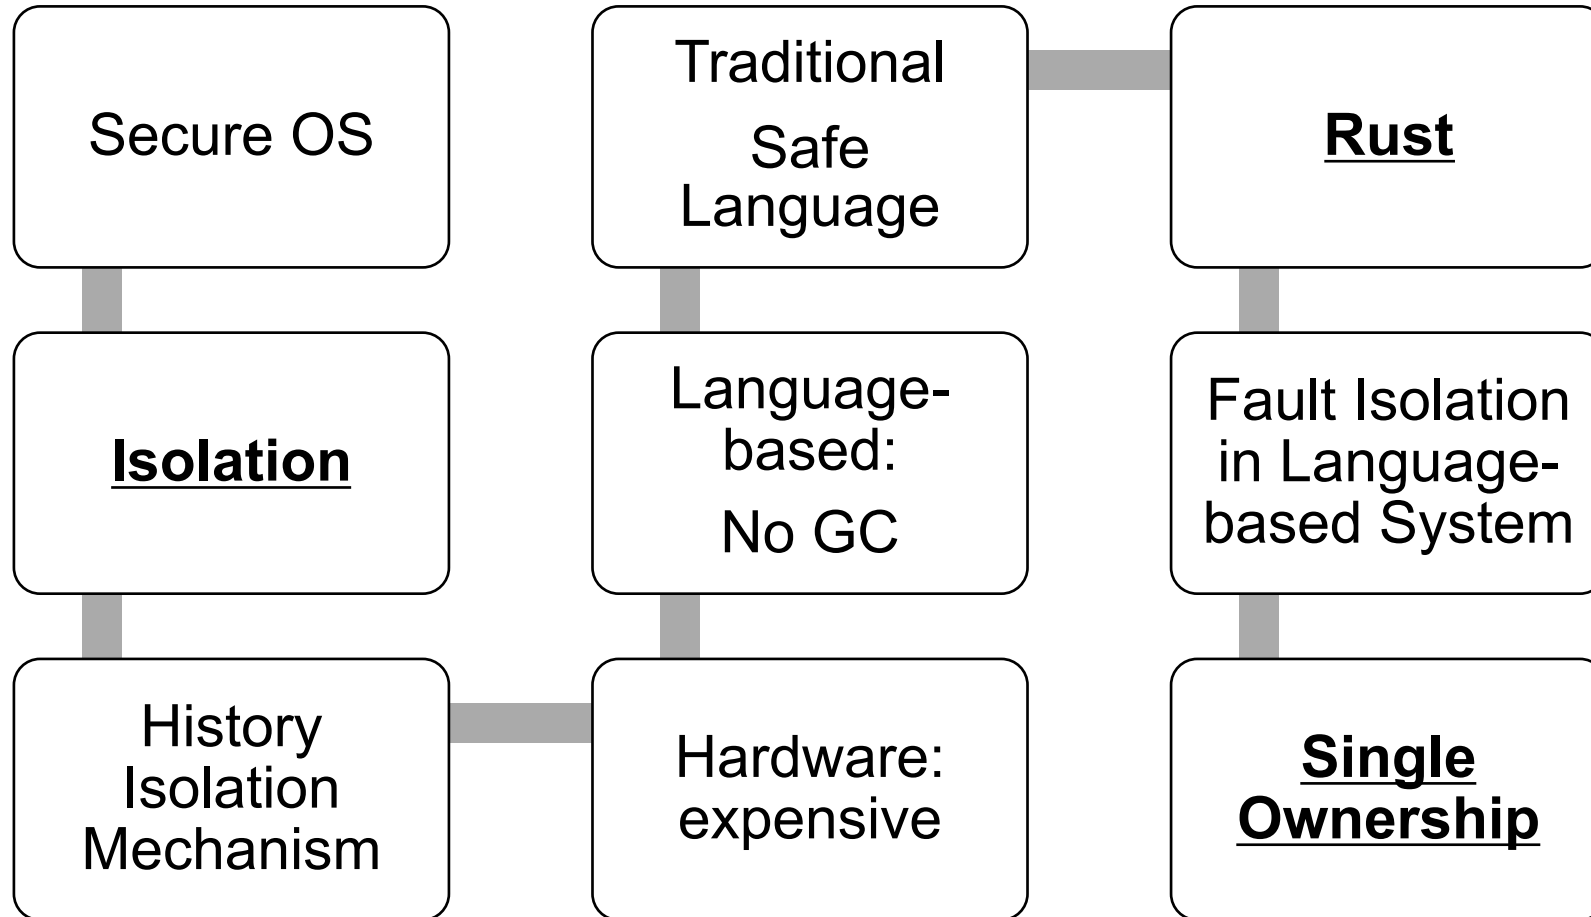 Secure OS
Isolation
History
Isolation
Mechanism
Hardware:
expensive
Language-
based:
No GC
Traditional
Safe
Language
Rust
Fault Isolation
in Language-
based System
Single
Ownership